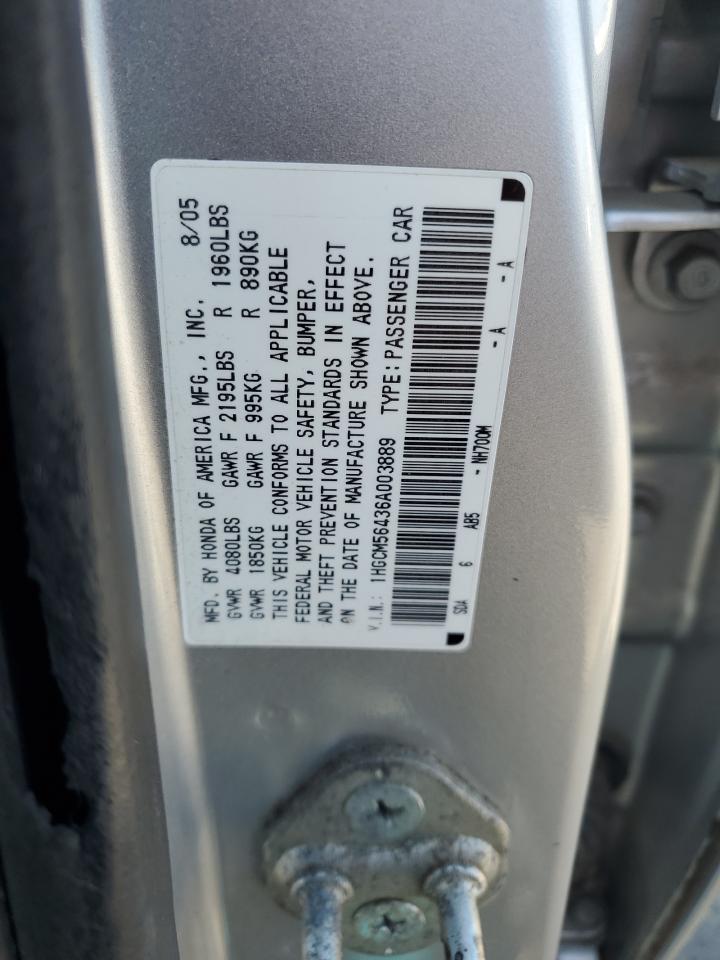 MFD. BY HONDA OF AMERICA MFG., INC. 8/05
GVWR 4080LBS GAWR F 2195LBS R 1960LBS
GVWR 1850KG GAWR F 995KG R 890KG
THIS VEHICLE CONFORMS TO ALL APPLICABLE
FEDERAL MOTOR VEHICLE SAFETY, BUMPER,
AND THEFT PREVENTION STANDARDS IN EFFECT
ON THE DATE OF MANUFACTURE SHOWN ABOVE.
V.I.N.: 1HGCM56436A003889 TYPE:PASSENGER CAR
SDA 6 AB5 - NH700M - A - A